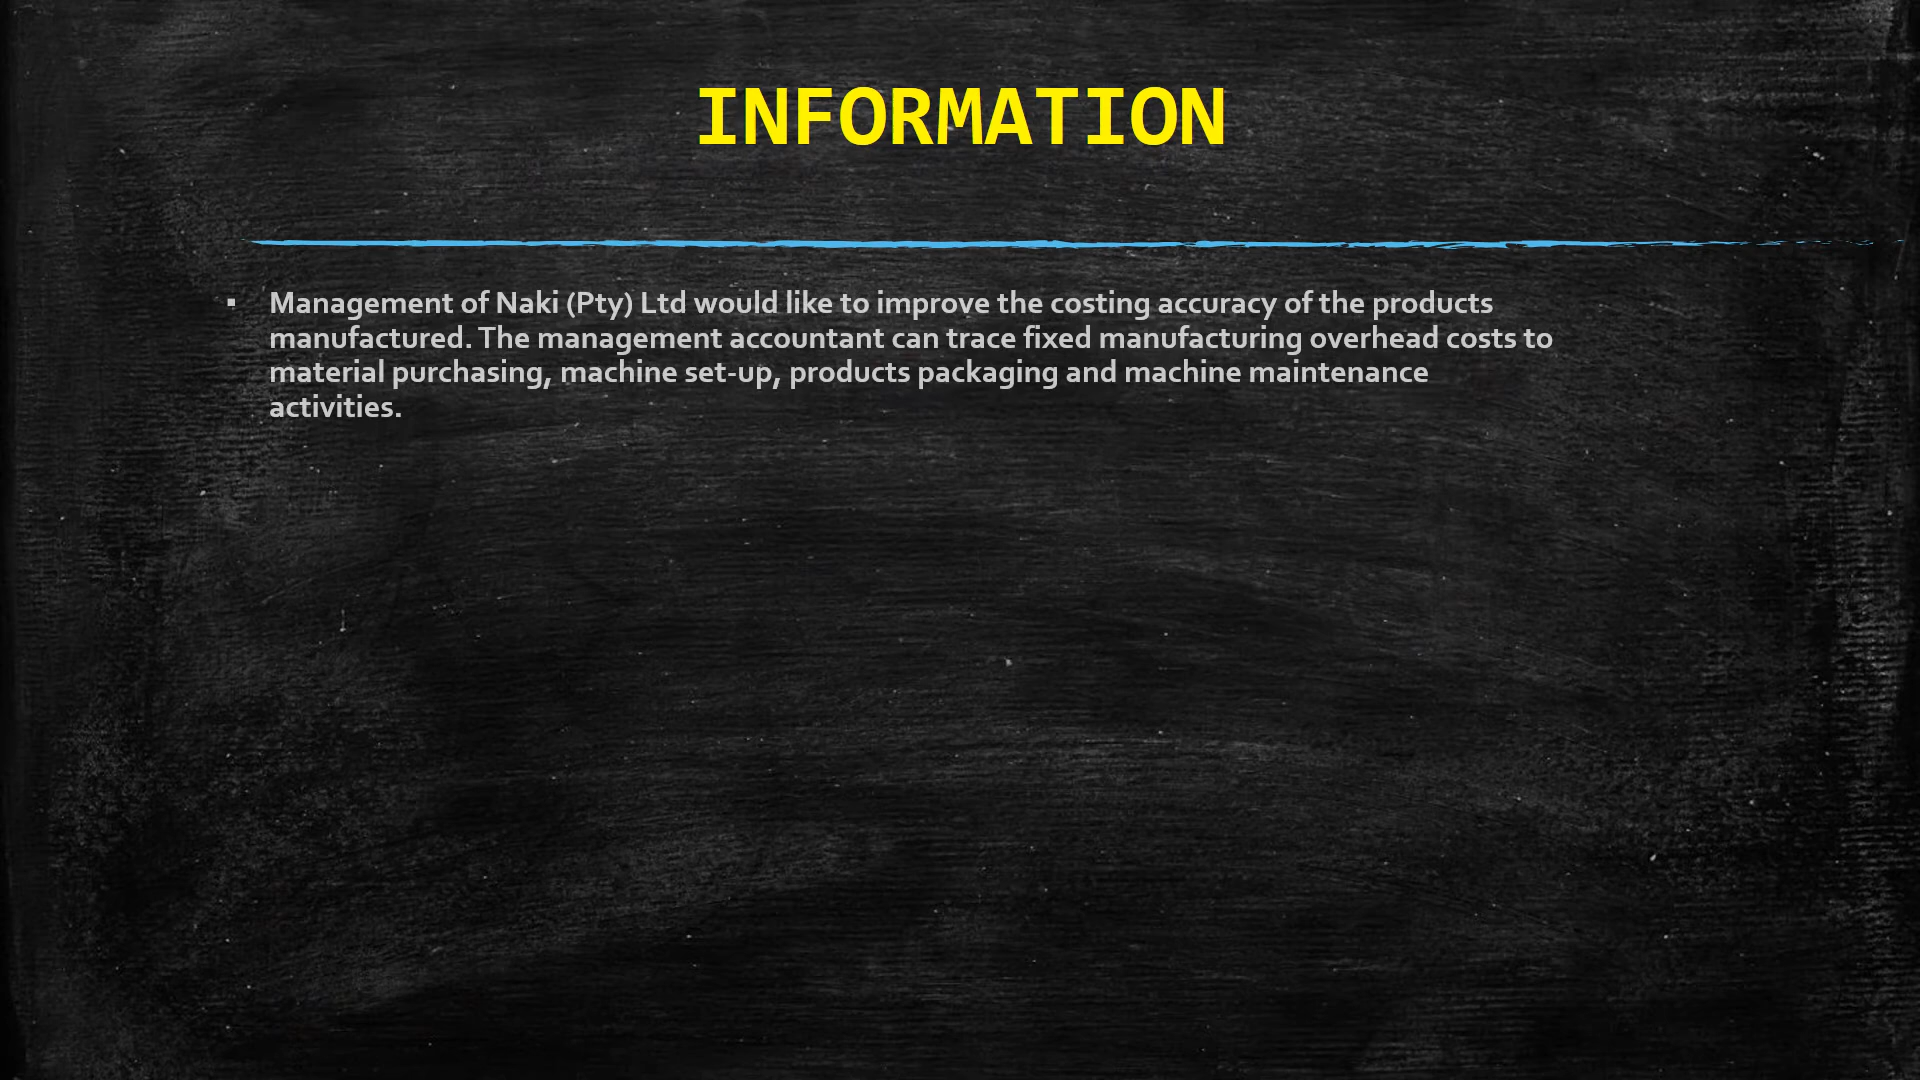 INFORMATION
▪ Management of Naki (Pty) Ltd would like to improve the costing accuracy of the products
manufactured. The management accountant can trace fixed manufacturing overhead costs to
material purchasing, machine set-up, products packaging and machine maintenance
activities.